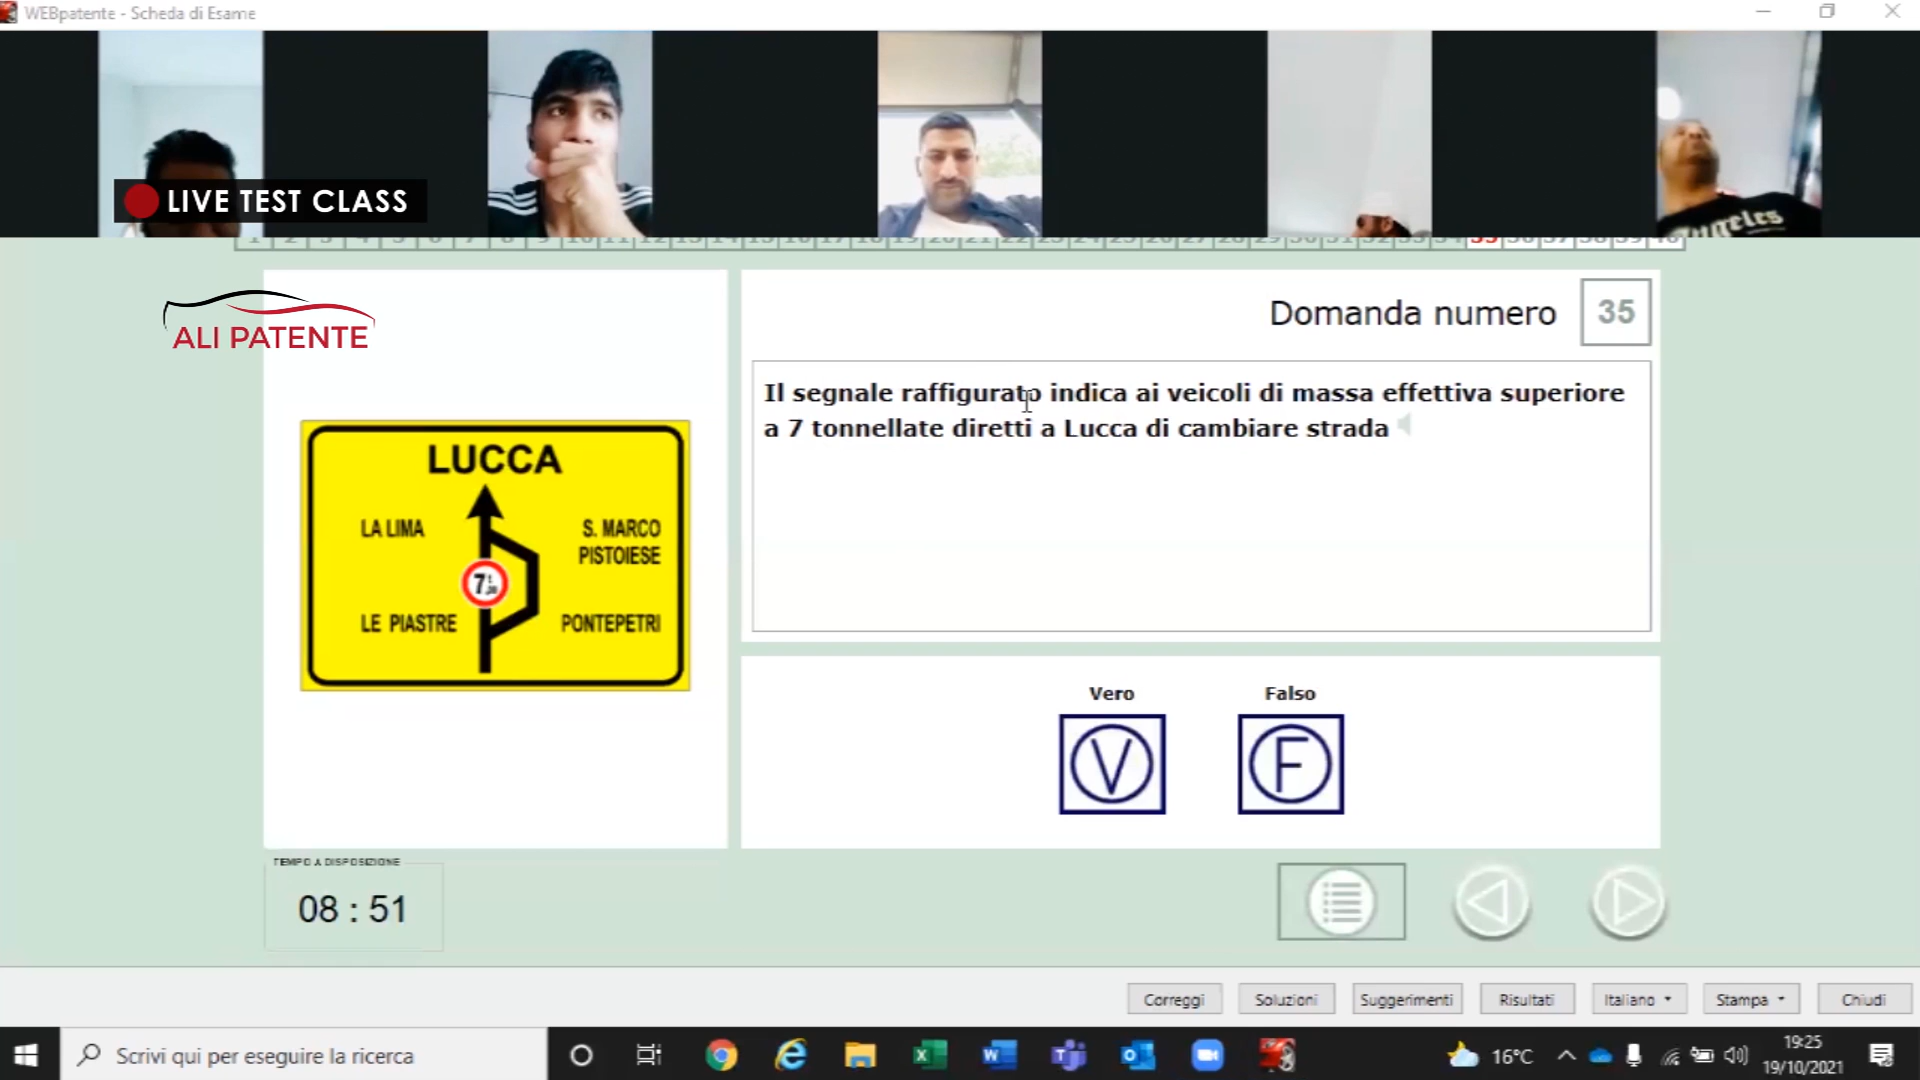 WEBpatente - Scheda di Esame
LIVE TEST CLASS
Angeles
ALI PATENTE
Domanda numero 35
Il segnale raffigurato indica ai veicoli di massa effettiva superiore
a 7 tonnellate diretti a Lucca di cambiare strada
LUCCA
LA LIMA
S. MARCO
PISTOIESE
7
LE PIASTRE
PONTEPETRI
Vero
Falso
V
F
TEMPO A DISPOSIZIONE
08 : 51
Correggi
Soluzioni
Suggerimenti
Risultati
Italiano
Stampa
Chiudi
Scrivi qui per eseguire la ricerca
16°C
19:25
19/10/2021